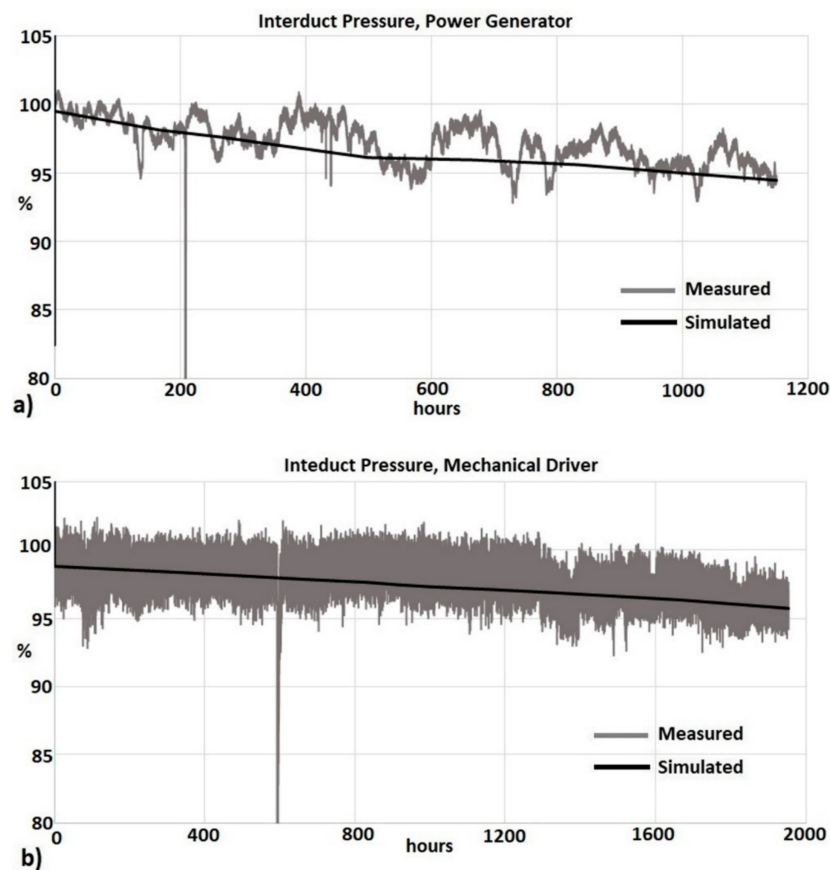 Interduct Pressure, Power Generator
105
100
95
%
90
85
80
Measured
Simulated
0 200 400 600 800 1000 1200
hours
a)
Inteduct Pressure, Mechanical Driver
105
100
95
%
90
85
80
Measured
Simulated
0 400 800 1200 1600 2000
hours
b)